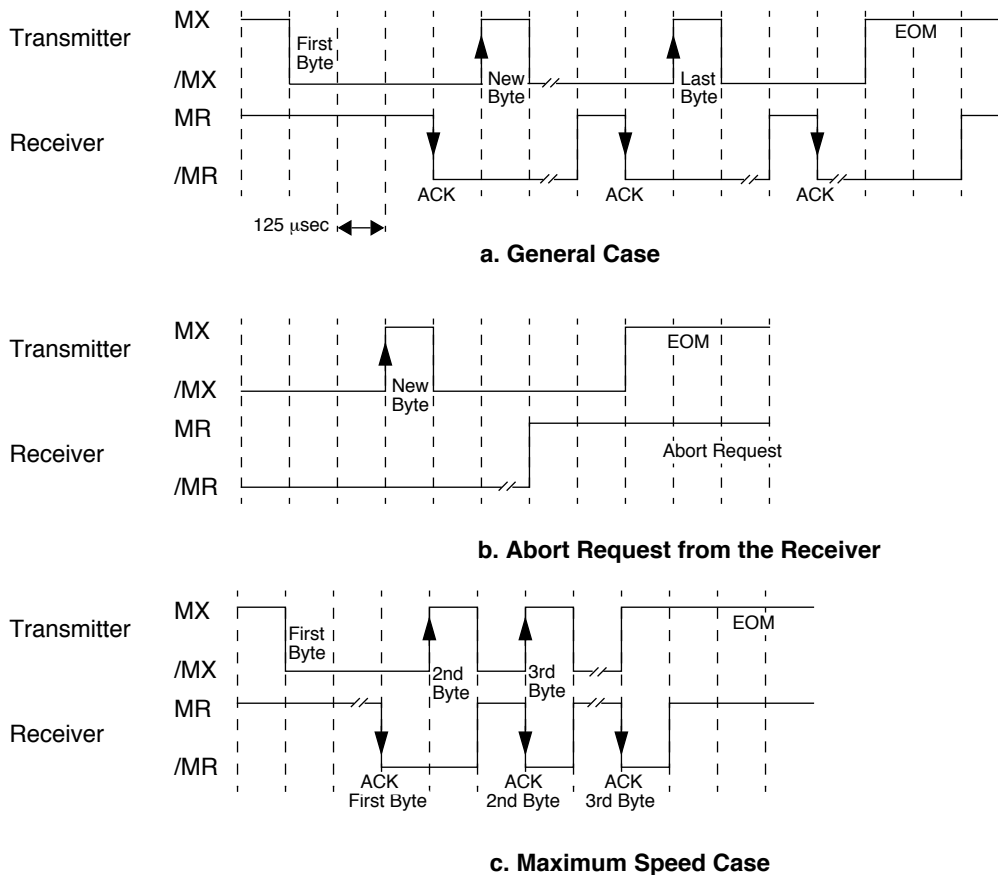 MX
Transmitter
First
Byte
EOM
/MX
New
Byte
Last
Byte
MR
Receiver
/MR
ACK
ACK
ACK
125 μsec
a. General Case
MX
Transmitter
EOM
/MX
New
Byte
MR
Receiver
Abort Request
/MR
b. Abort Request from the Receiver
MX
Transmitter
First
Byte
EOM
/MX
2nd
Byte
3rd
Byte
MR
Receiver
/MR
ACK
First Byte
ACK
2nd Byte
ACK
3rd Byte
c. Maximum Speed Case